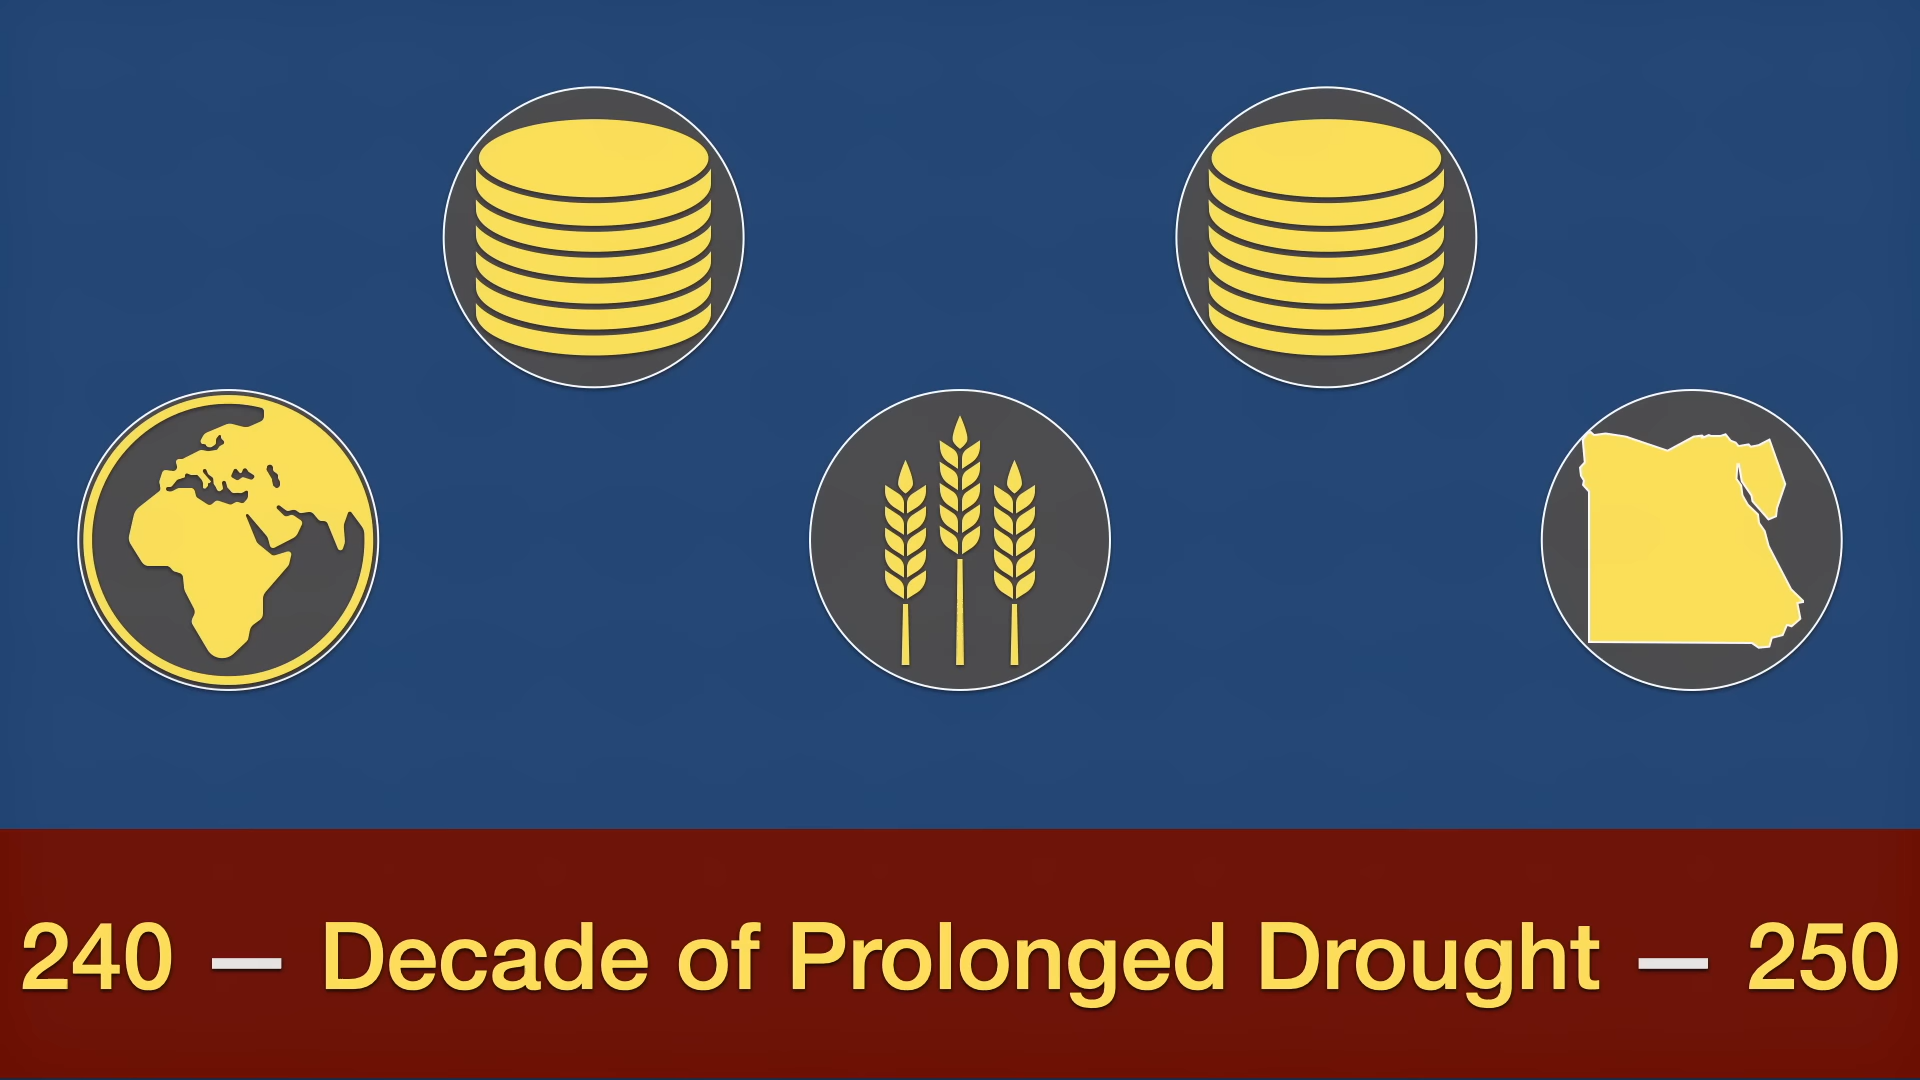 240 — Decade of Prolonged Drought — 250